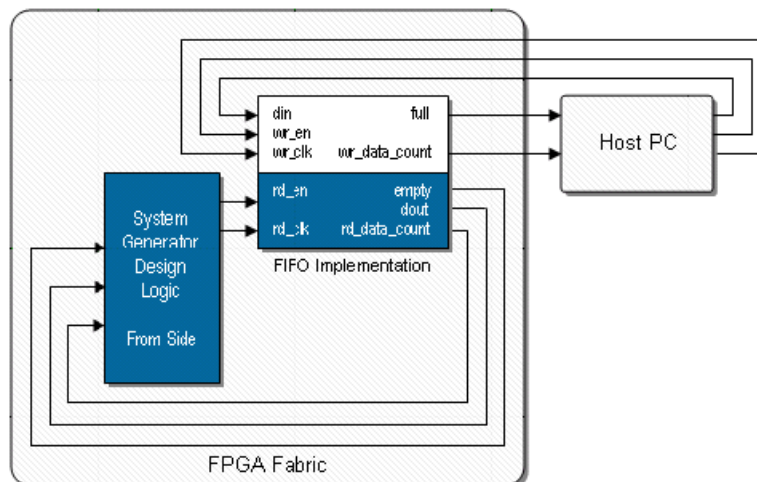 din full
wr_en
wr_clk wr_data_count
Host PC
rd_en empty
dout
rd_clk rd_data_count
FIFO Implementation
System
Generator
Design
Logic
From Side
FPGA Fabric